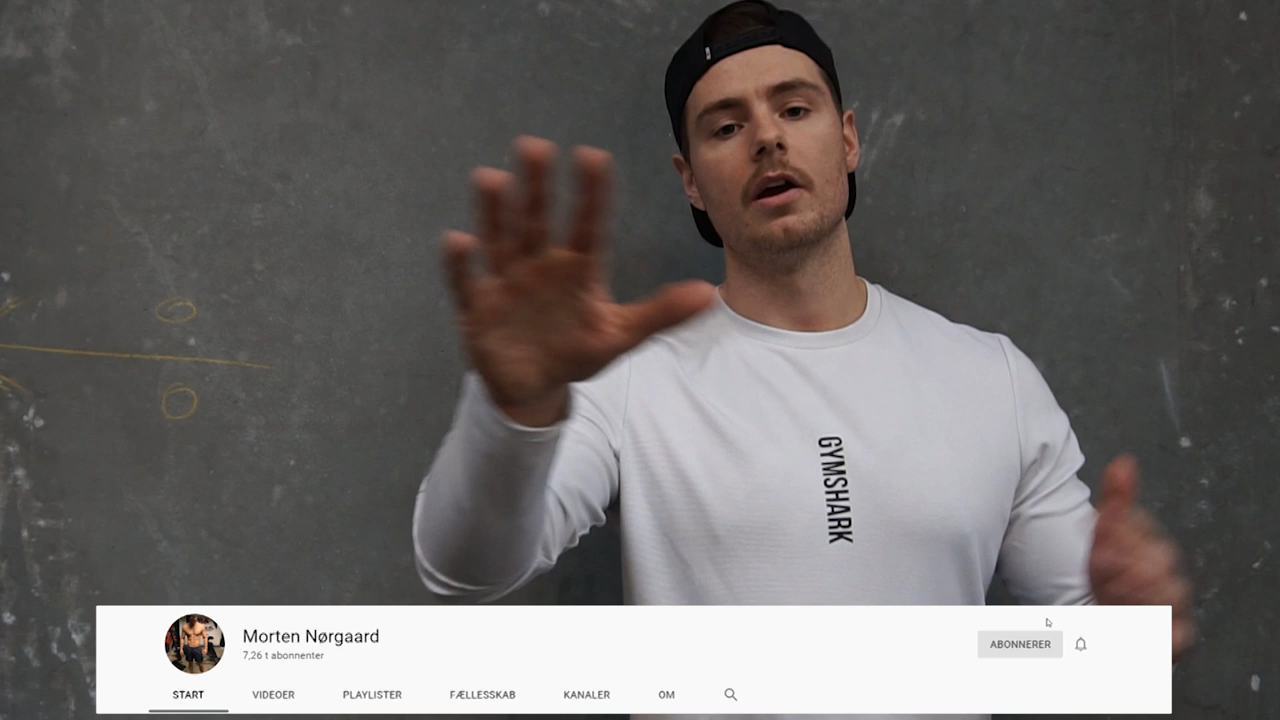 GYMSHARK
Morten Nørgaard
7,26 t abonnenter
ABONNERER
START VIDEOER PLAYLISTER FÆLLESSKAB KANALER OM